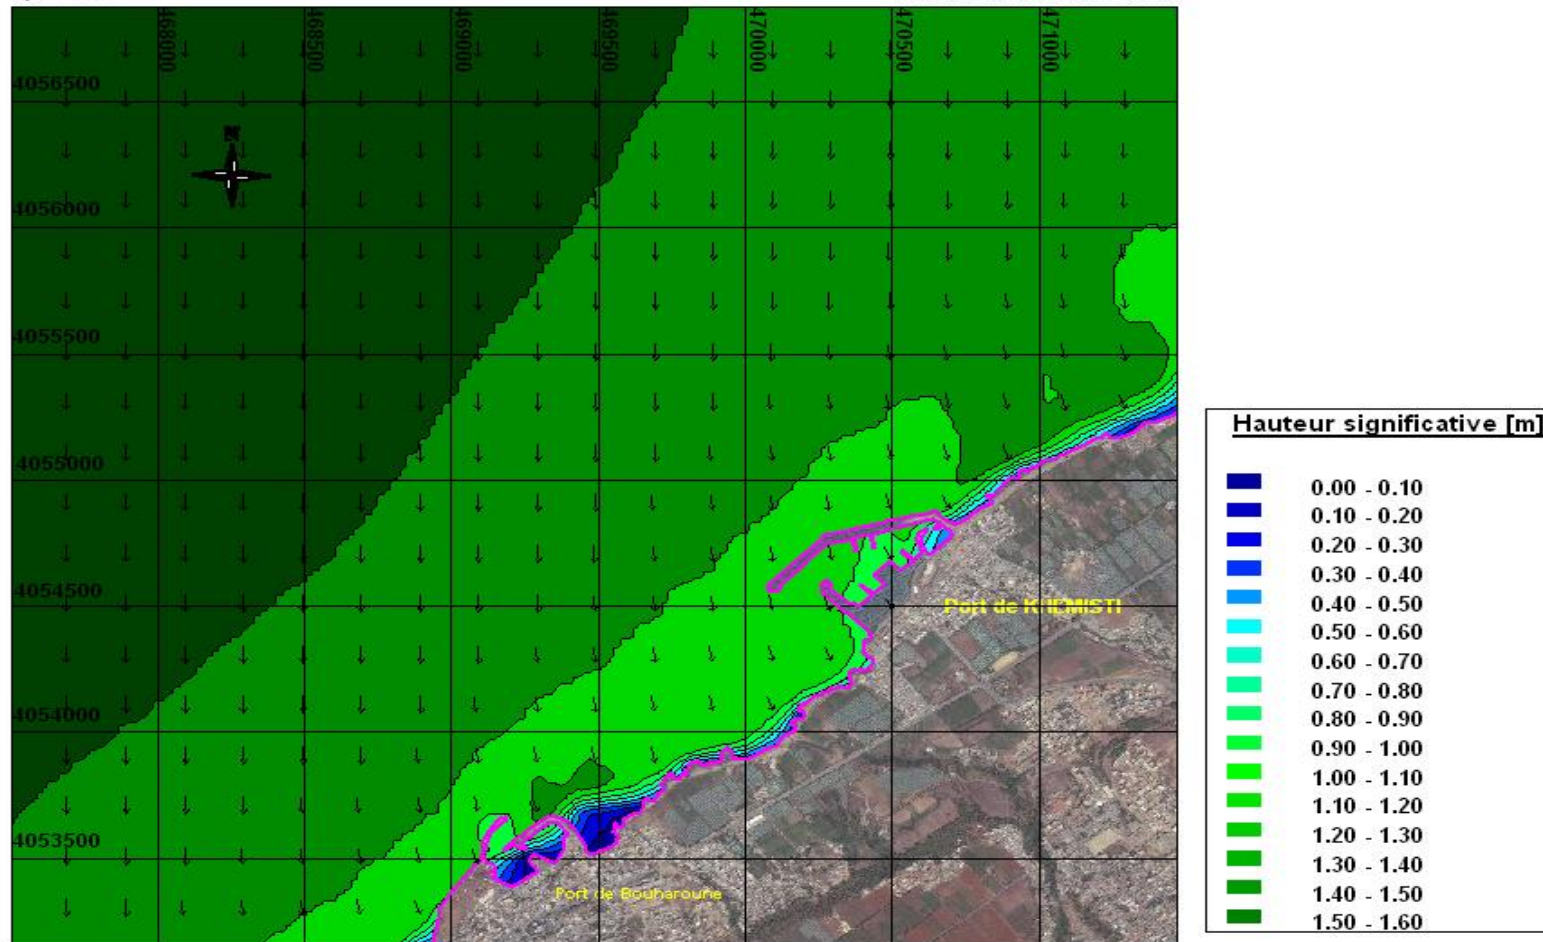 468000
468500
469000
469500
470000
470500
471000
4056500
N
4056000
4055500
4055000
4054500
4054000
4053500
Port de KHEMISTI
Port de Bouharoune
Hauteur significative [m]
0.00 - 0.10
0.10 - 0.20
0.20 - 0.30
0.30 - 0.40
0.40 - 0.50
0.50 - 0.60
0.60 - 0.70
0.70 - 0.80
0.80 - 0.90
0.90 - 1.00
1.00 - 1.10
1.10 - 1.20
1.20 - 1.30
1.30 - 1.40
1.40 - 1.50
1.50 - 1.60